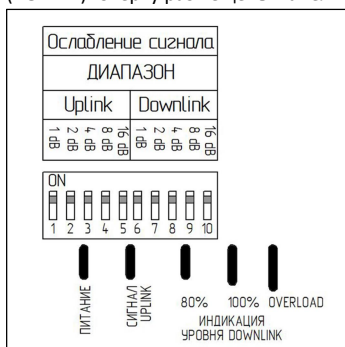 Ослабление сигнала
ДИАПАЗОН
Uplink Downlink
1 dB 2 dB 4 dB 8 dB 16 dB 1 dB 2 dB 4 dB 8 dB 16 dB
ON
1 2 3 4 5 6 7 8 9 10
ПИТАНИЕ
СИГНАЛ
UPLINK
80% 100% OVERLOAD
ИНДИКАЦИЯ
УРОВНЯ DOWNLINK